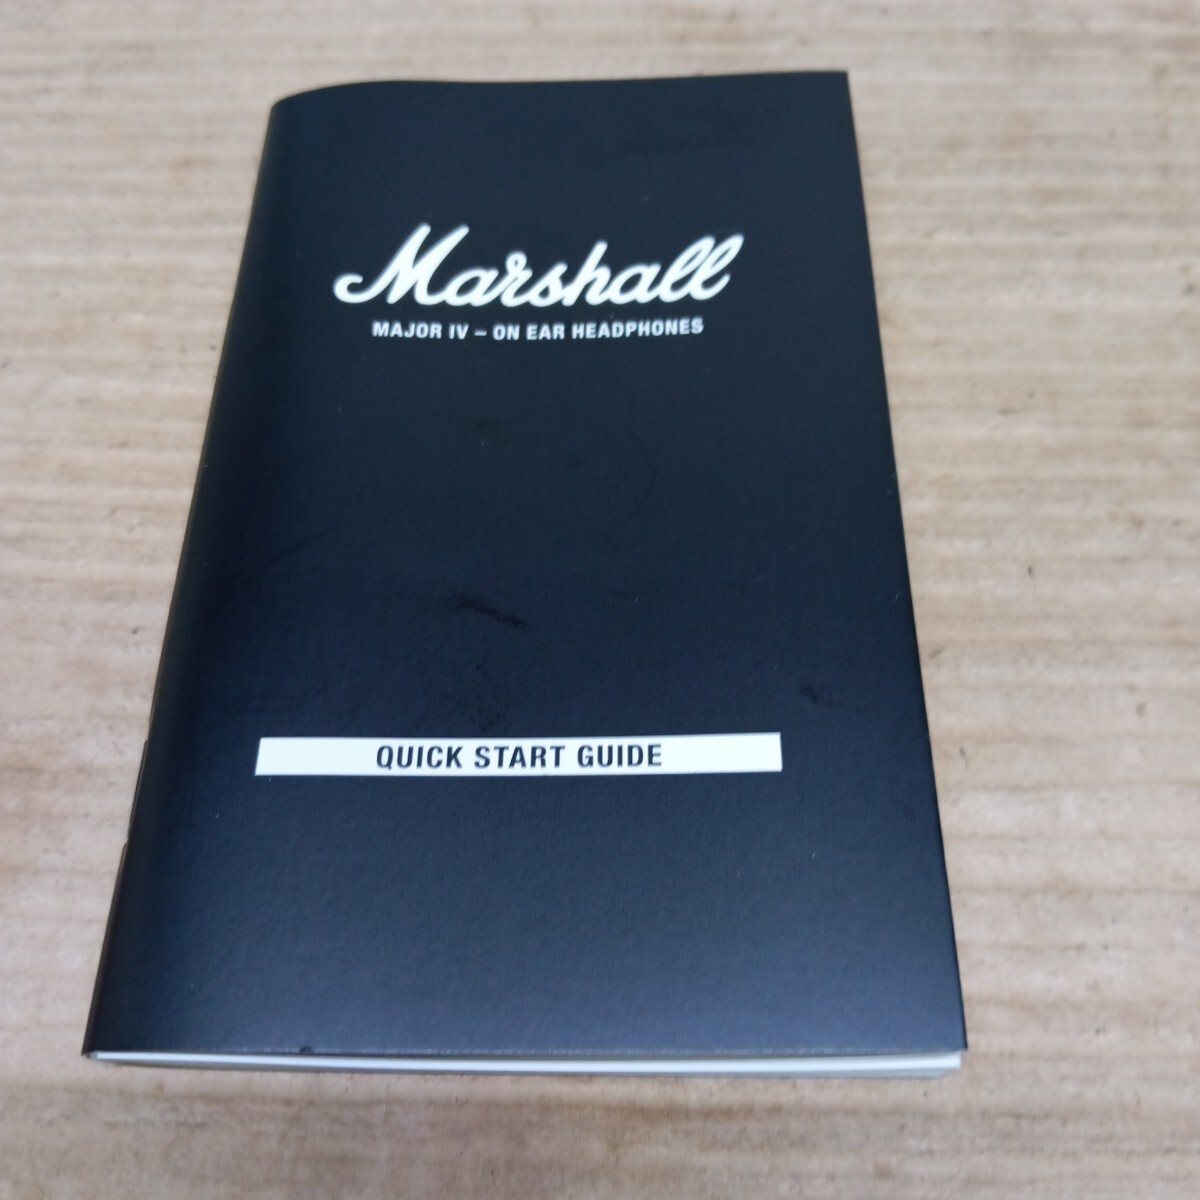 Marshall
MAJOR IV – ON EAR HEADPHONES
QUICK START GUIDE